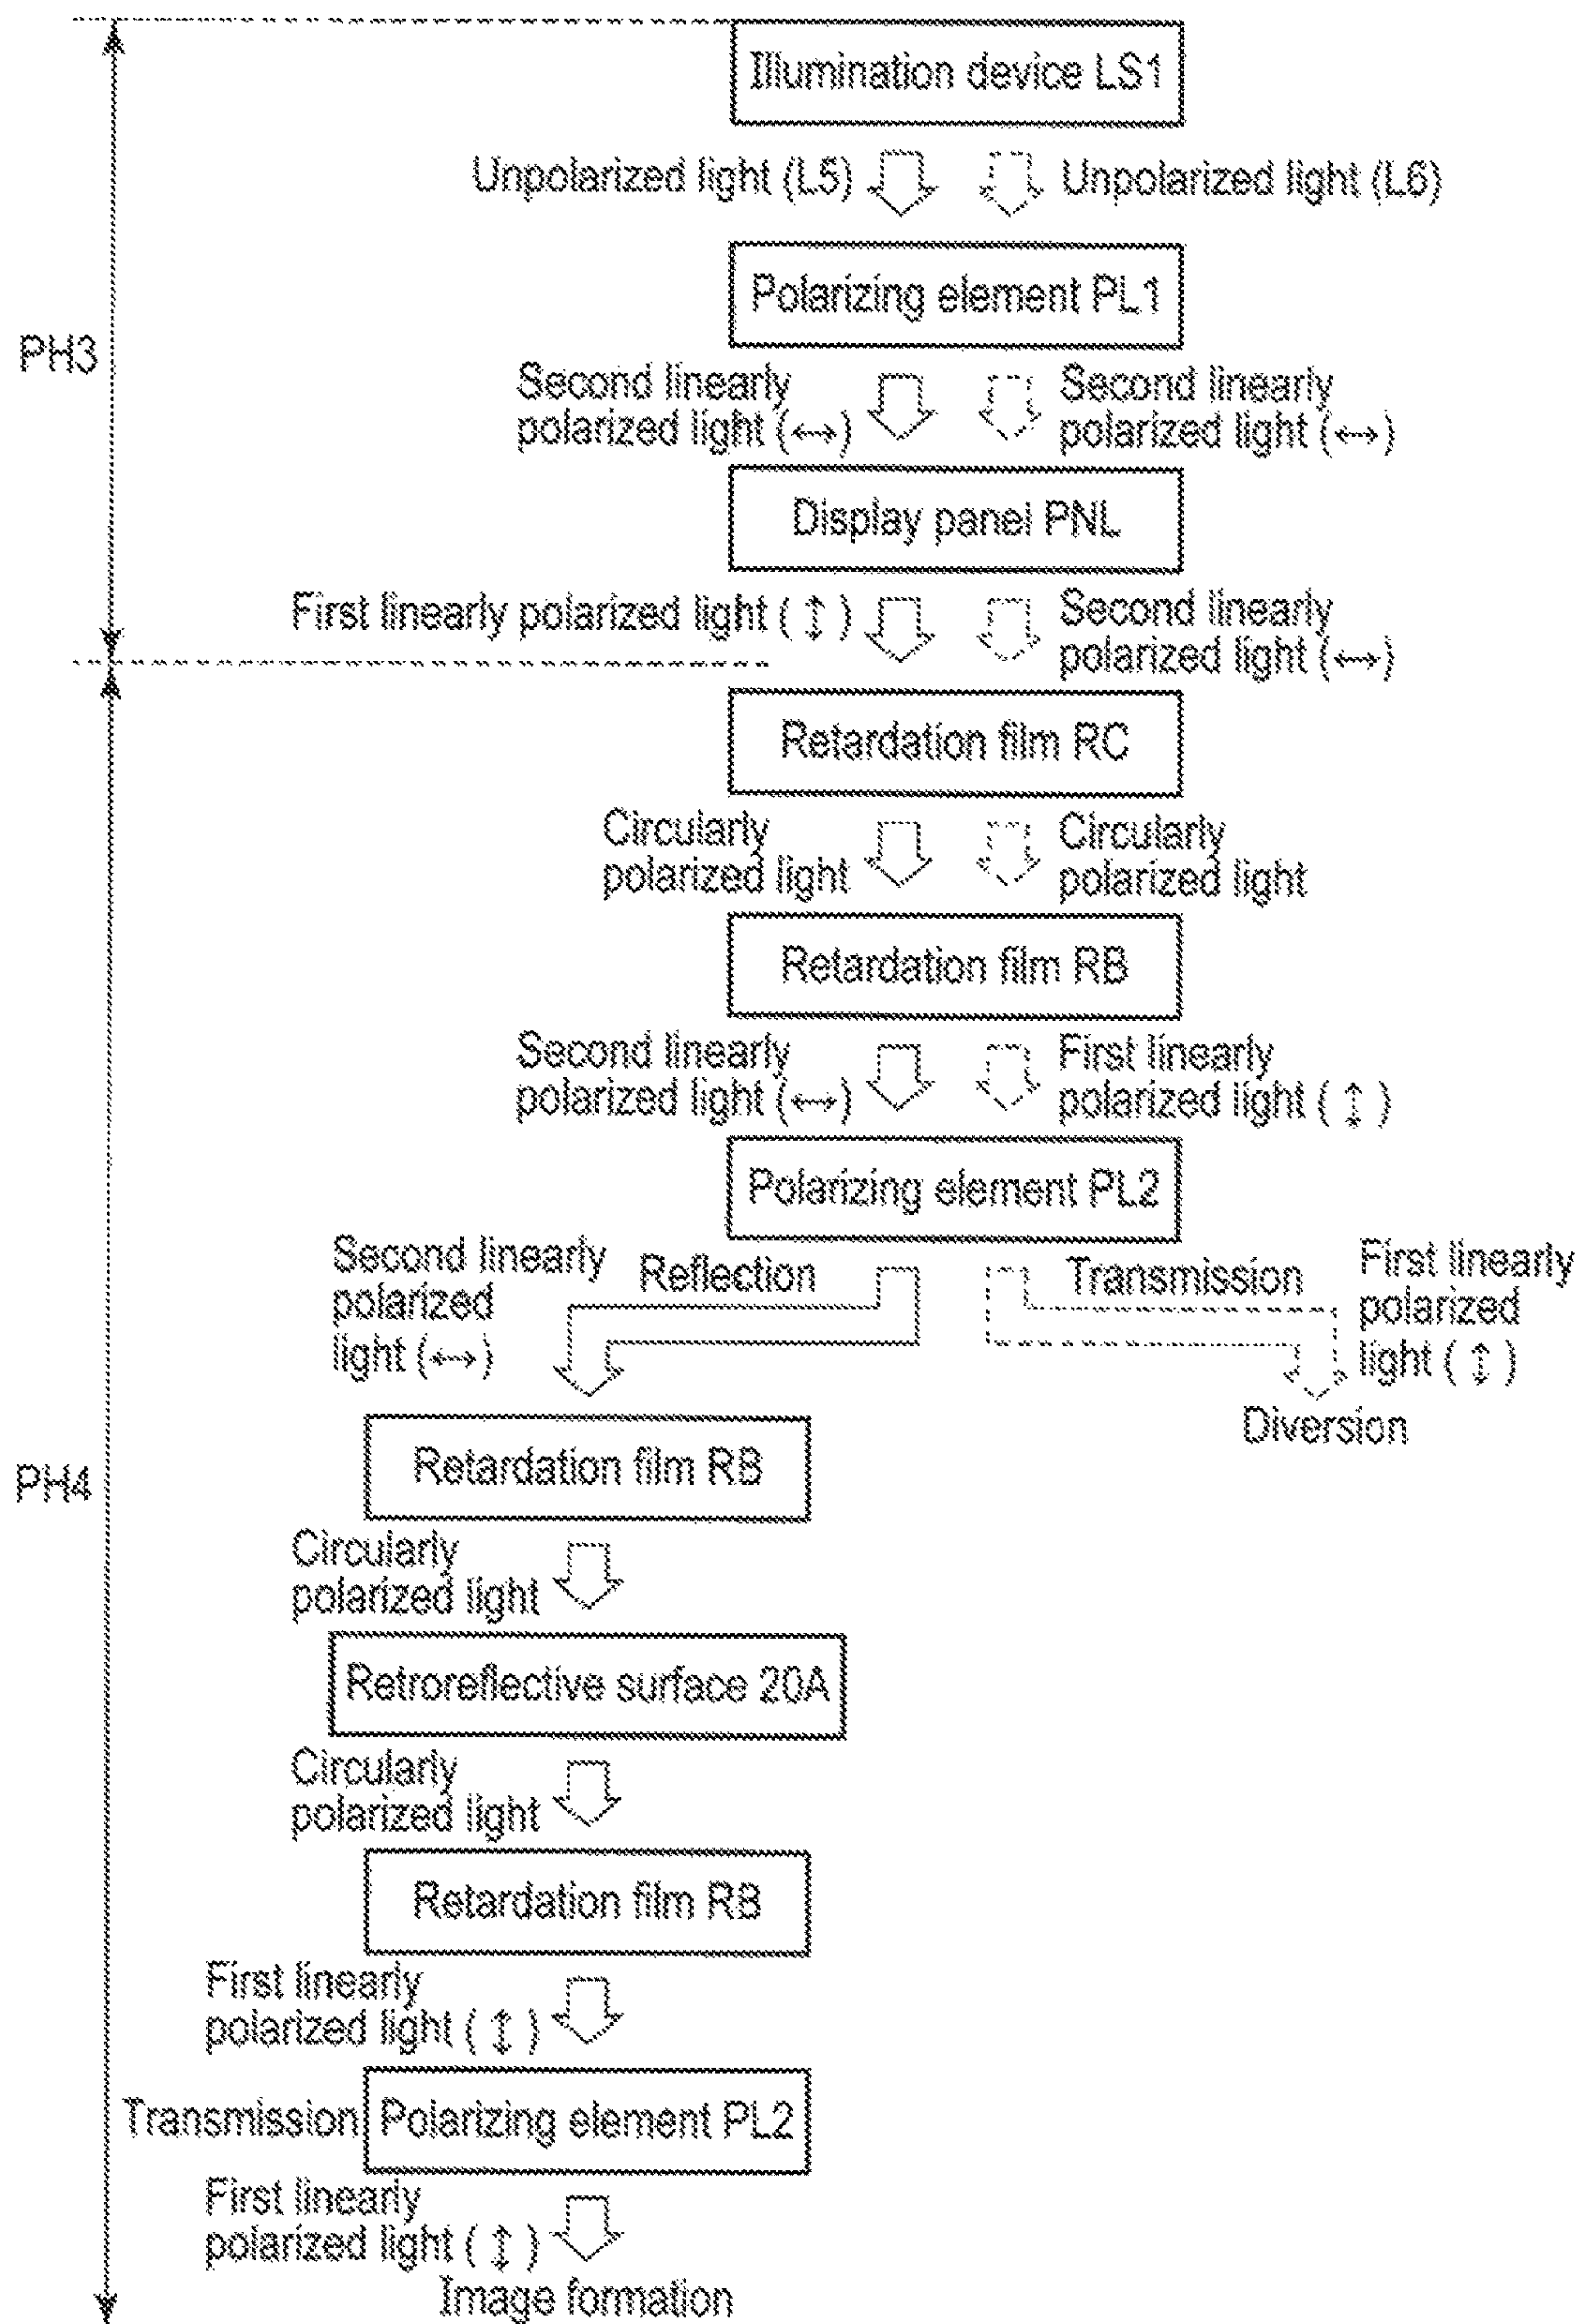 Illumination device LS1
Unpolarized light (L5)
Unpolarized light (L6)
Polarizing element PL1
PH3
Second linearly
polarized light (↔)
Second linearly
polarized light (↔)
Display panel PNL
First linearly polarized light (↕)
Second linearly
polarized light (↔)
Retardation film RC
Circularly
polarized light
Circularly
polarized light
Retardation film RB
Second linearly
polarized light (↔)
First linearly
polarized light (↕)
Polarizing element PL2
Second linearly
polarized
light (↔)
Reflection
Transmission
First linearly
polarized
light (↕)
Diversion
Retardation film RB
PH4
Circularly
polarized light
Retroreflective surface 20A
Circularly
polarized light
Retardation film RB
First linearly
polarized light (↕)
Transmission
Polarizing element PL2
First linearly
polarized light (↕)
Image formation